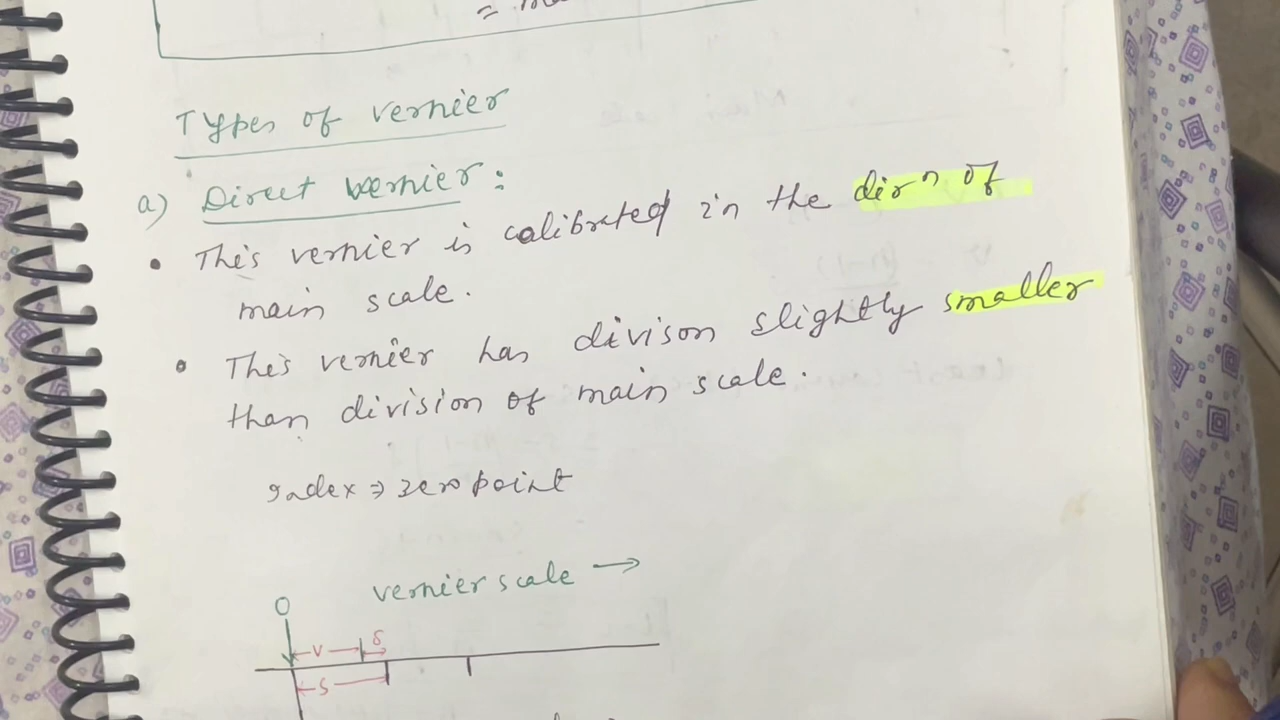 Types of vernier
a) Direct vernier :
• This vernier is calibrated in the dirⁿ of
main scale.
• This vernier has divison slightly smaller
than division of main scale.
Index ⇒ zero point
vernier scale →
0
V δ
S